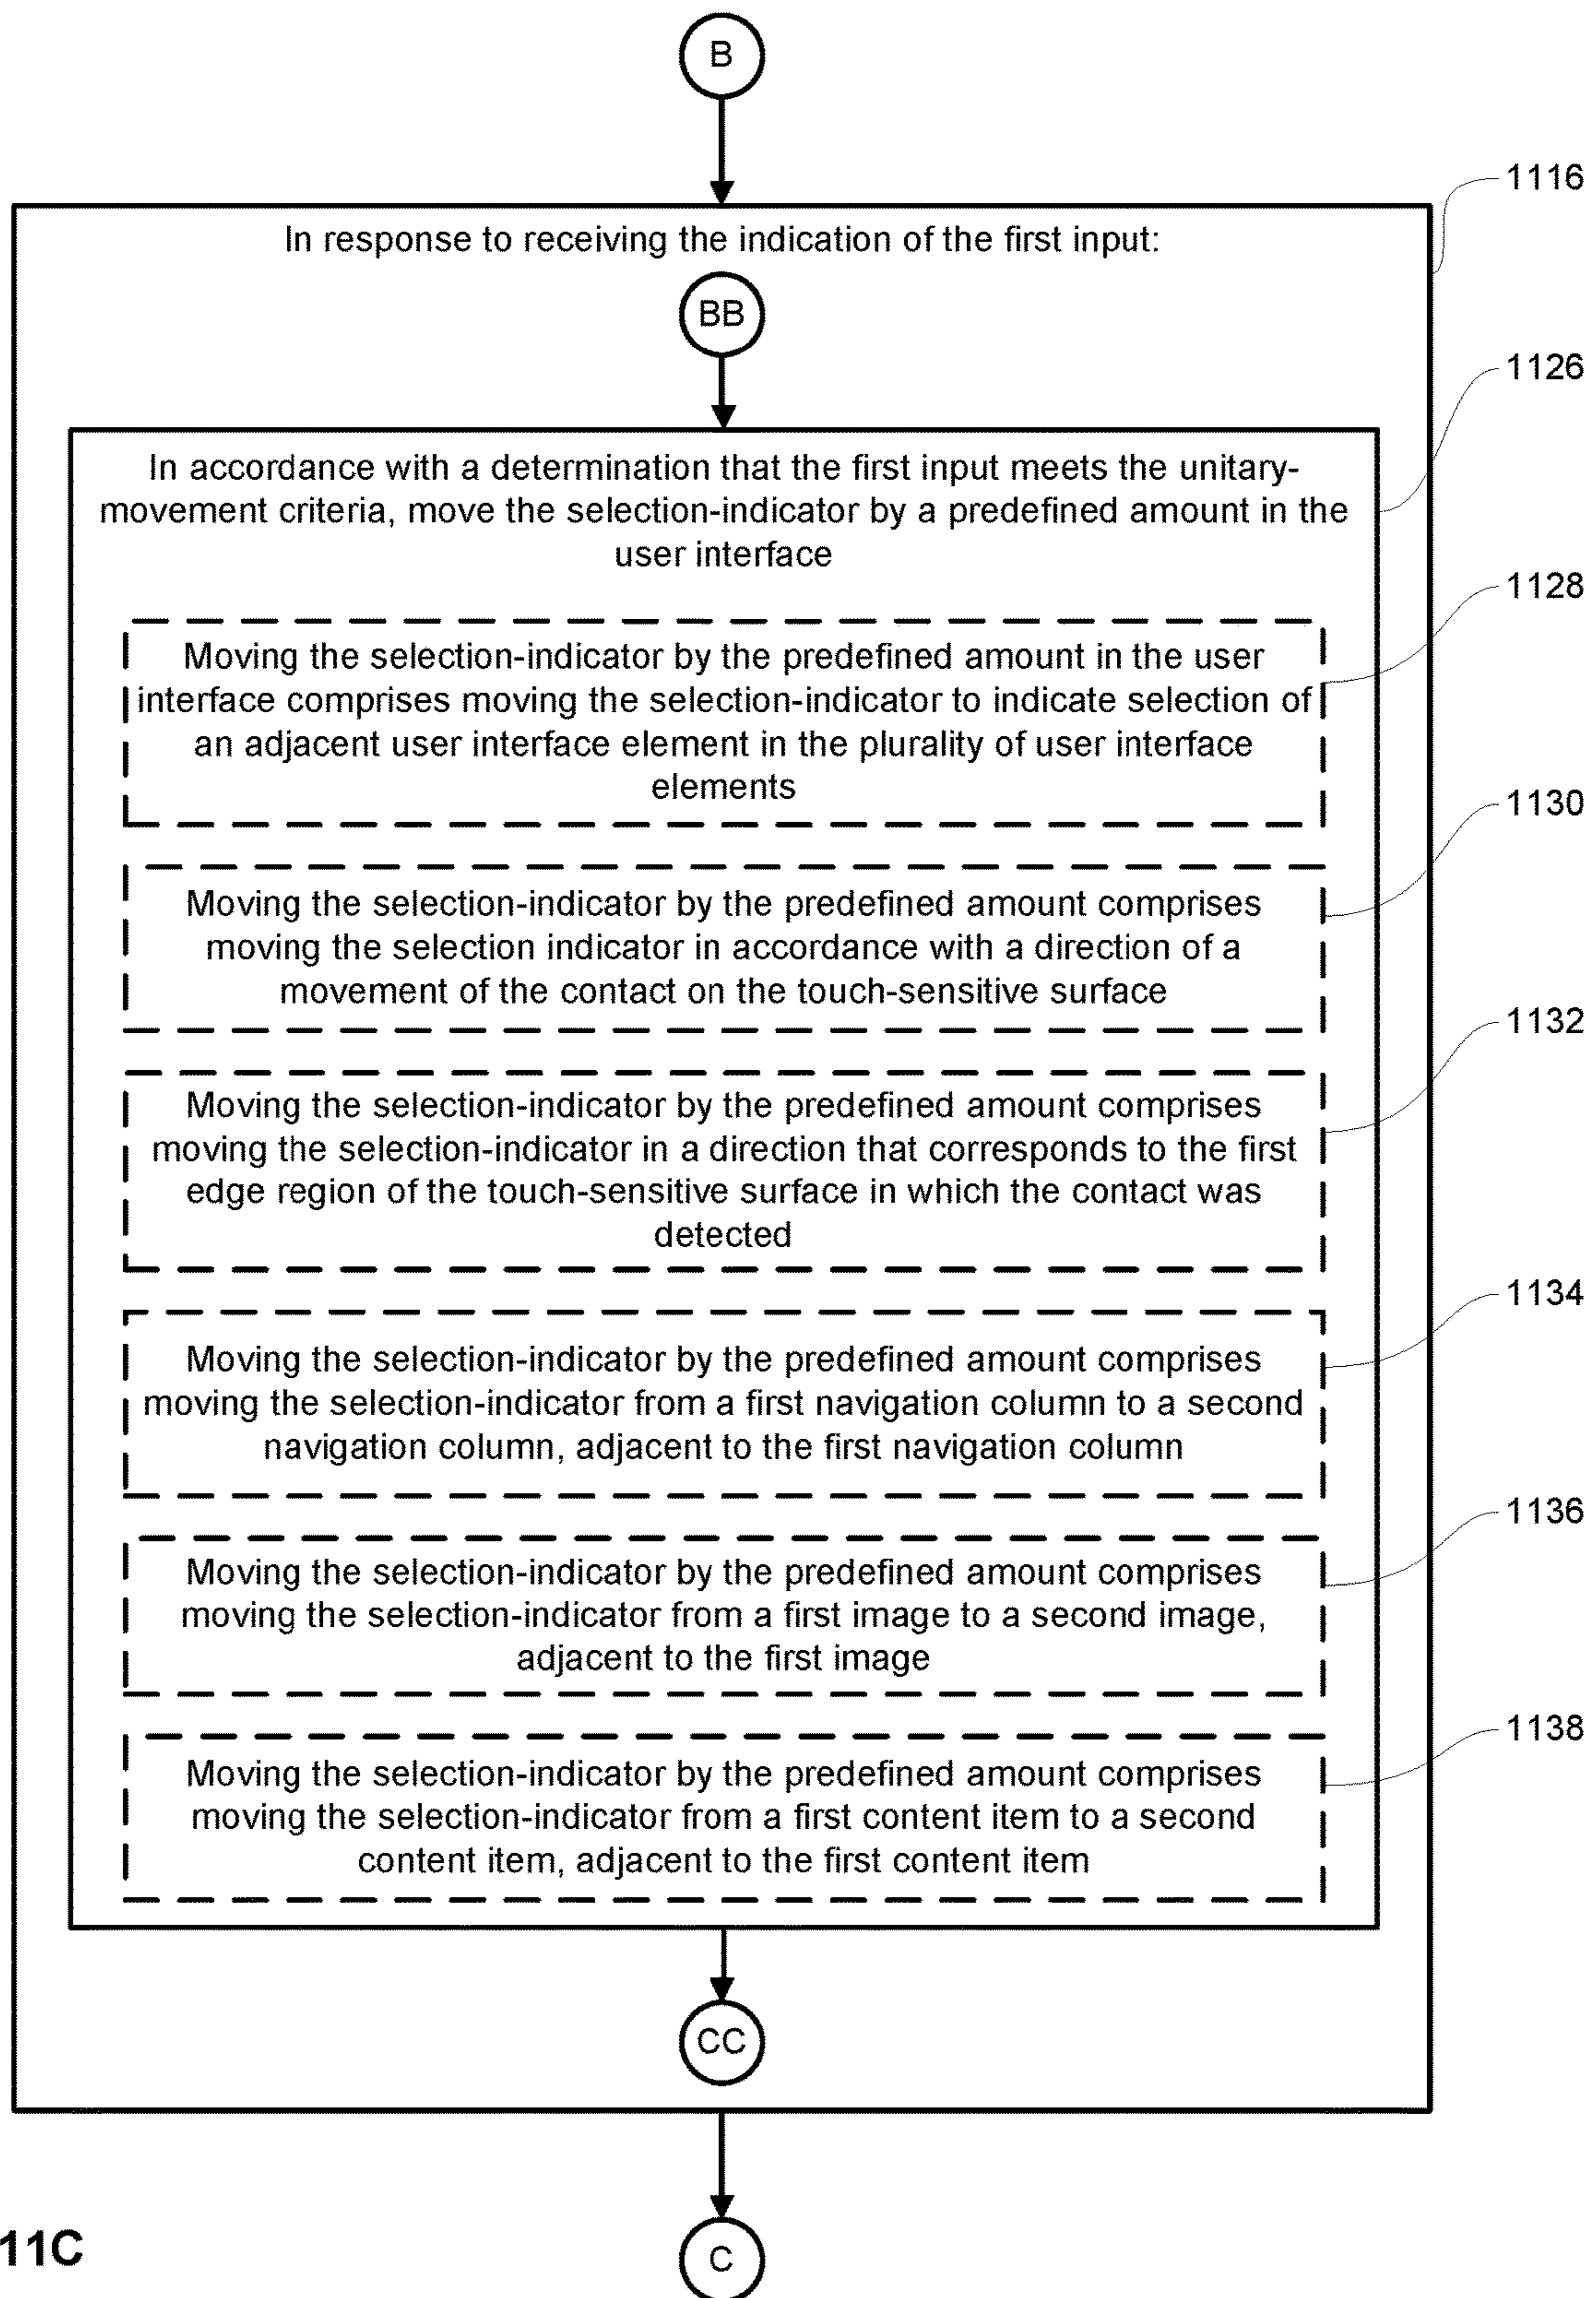 B
1116
In response to receiving the indication of the first input:
BB
1126
In accordance with a determination that the first input meets the unitary-
movement criteria, move the selection-indicator by a predefined amount in the
user interface
1128
Moving the selection-indicator by the predefined amount in the user
interface comprises moving the selection-indicator to indicate selection of
an adjacent user interface element in the plurality of user interface
elements
1130
Moving the selection-indicator by the predefined amount comprises
moving the selection indicator in accordance with a direction of a
movement of the contact on the touch-sensitive surface
1132
Moving the selection-indicator by the predefined amount comprises
moving the selection-indicator in a direction that corresponds to the first
edge region of the touch-sensitive surface in which the contact was
detected
1134
Moving the selection-indicator by the predefined amount comprises
moving the selection-indicator from a first navigation column to a second
navigation column, adjacent to the first navigation column
1136
Moving the selection-indicator by the predefined amount comprises
moving the selection-indicator from a first image to a second image,
adjacent to the first image
1138
Moving the selection-indicator by the predefined amount comprises
moving the selection-indicator from a first content item to a second
content item, adjacent to the first content item
CC
11C
C